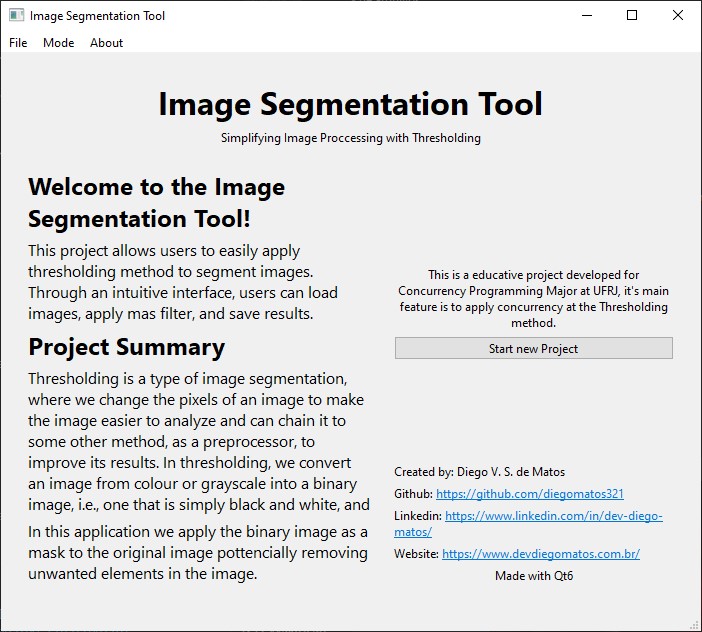 Image Segmentation Tool
File Mode About
Image Segmentation Tool
Simplifying Image Proccessing with Thresholding
Welcome to the Image
Segmentation Tool!
This project allows users to easily apply
thresholding method to segment images.
Through an intuitive interface, users can load
images, apply mas filter, and save results.
Project Summary
Thresholding is a type of image segmentation,
where we change the pixels of an image to make
the image easier to analyze and can chain it to
some other method, as a preprocessor, to
improve its results. In thresholding, we convert
an image from colour or grayscale into a binary
image, i.e., one that is simply black and white, and
In this application we apply the binary image as a
mask to the original image pottencially removing
unwanted elements in the image.
This is a educative project developed for
Concurrency Programming Major at UFRJ, it's main
feature is to apply concurrency at the Thresholding
method.
Start new Project
Created by: Diego V. S. de Matos
Github: https://github.com/diegomatos321
Linkedin: https://www.linkedin.com/in/dev-diego-
matos/
Website: https://www.devdiegomatos.com.br/
Made with Qt6